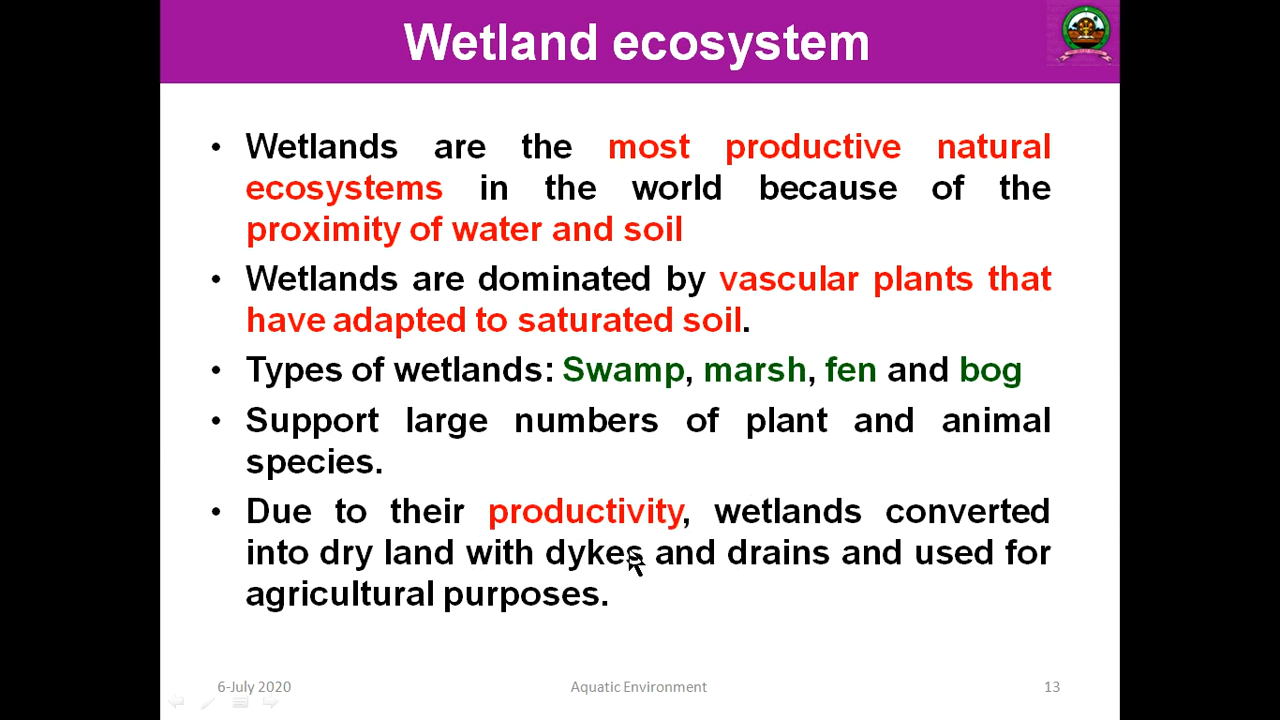 Wetland ecosystem
• Wetlands are the most productive natural
ecosystems in the world because of the
proximity of water and soil
• Wetlands are dominated by vascular plants that
have adapted to saturated soil.
• Types of wetlands: Swamp, marsh, fen and bog
• Support large numbers of plant and animal
species.
• Due to their productivity, wetlands converted
into dry land with dykes and drains and used for
agricultural purposes.
6-July 2020
Aquatic Environment
13